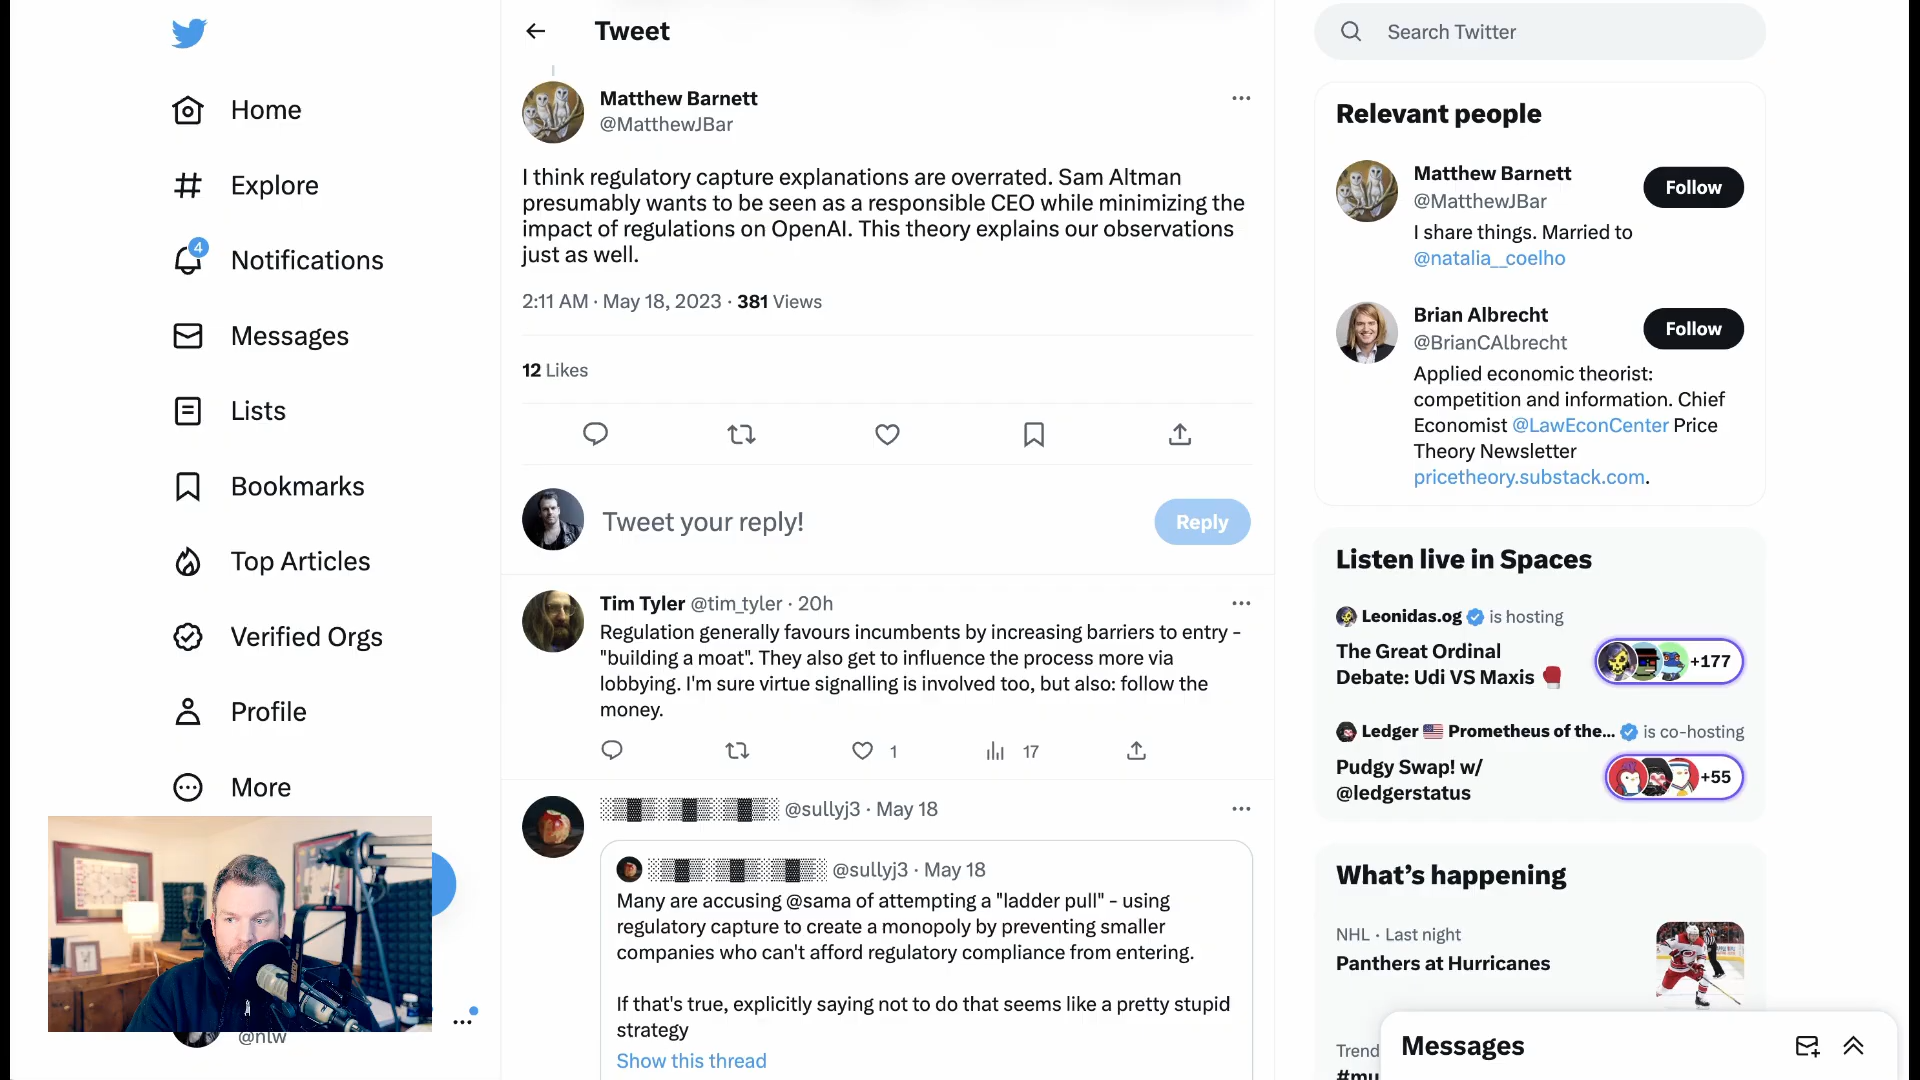 Home
Explore
4
Notifications
Messages
Lists
Bookmarks
Top Articles
Verified Orgs
Profile
More
@nlw
Tweet
Matthew Barnett
@MatthewJBar
I think regulatory capture explanations are overrated. Sam Altman
presumably wants to be seen as a responsible CEO while minimizing the
impact of regulations on OpenAI. This theory explains our observations
just as well.
2:11 AM · May 18, 2023 · 381 Views
12 Likes
Tweet your reply!
Reply
Tim Tyler @tim_tyler · 20h
Regulation generally favours incumbents by increasing barriers to entry -
"building a moat". They also get to influence the process more via
lobbying. I'm sure virtue signalling is involved too, but also: follow the
money.
1
17
@sullyj3 · May 18
@sullyj3 · May 18
Many are accusing @sama of attempting a "ladder pull" - using
regulatory capture to create a monopoly by preventing smaller
companies who can't afford regulatory compliance from entering.
If that's true, explicitly saying not to do that seems like a pretty stupid
strategy
Show this thread
Search Twitter
Relevant people
Matthew Barnett
@MatthewJBar
Follow
I share things. Married to
@natalia__coelho
Brian Albrecht
@BrianCAlbrecht
Follow
Applied economic theorist:
competition and information. Chief
Economist @LawEconCenter Price
Theory Newsletter
pricetheory.substack.com.
Listen live in Spaces
Leonidas.og is hosting
The Great Ordinal
Debate: Udi VS Maxis
+177
Ledger Prometheus of the... is co-hosting
Pudgy Swap! w/
@ledgerstatus
+55
What's happening
NHL · Last night
Panthers at Hurricanes
Trend
Messages